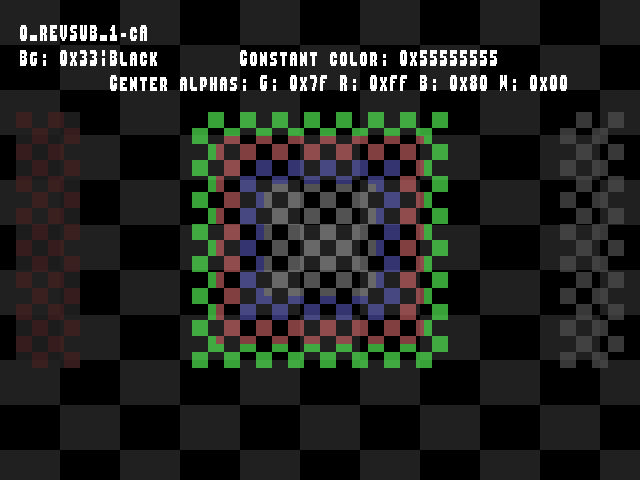 0_REVSUB_1-cA
Bg: 0x33¦Black Constant color: 0x55555555
Center alphas: G: 0x7f R: 0xff B: 0x80 W: 0x00